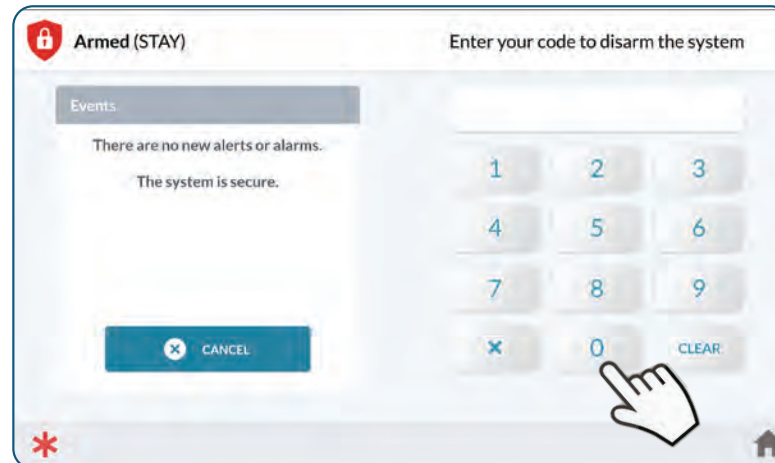 Armed (STAY)
Enter your code to disarm the system
Events
There are no new alerts or alarms.
The system is secure.
CANCEL
1 2 3
4 5 6
7 8 9
× 0 CLEAR